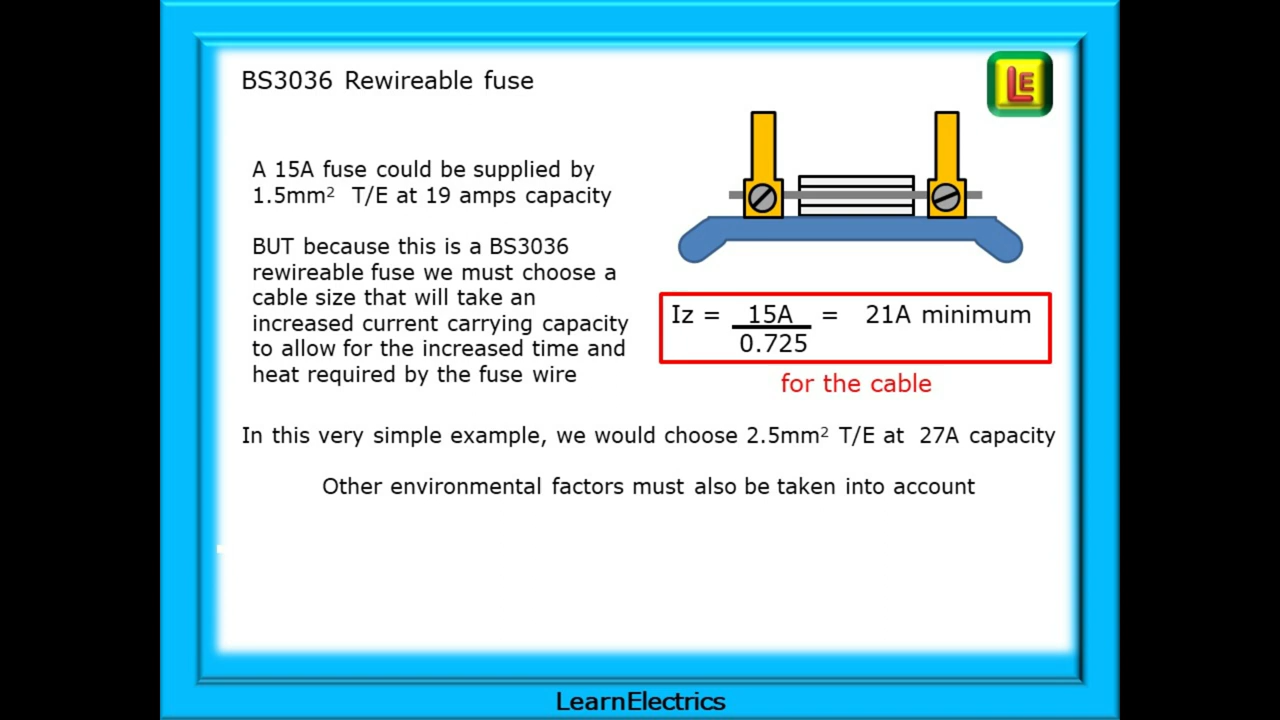 BS3036 Rewireable fuse
LE
A 15A fuse could be supplied by
1.5mm² T/E at 19 amps capacity
BUT because this is a BS3036
rewireable fuse we must choose a
cable size that will take an
increased current carrying capacity
to allow for the increased time and
heat required by the fuse wire
Iz = 15A = 21A minimum
0.725
for the cable
In this very simple example, we would choose 2.5mm² T/E at 27A capacity
Other environmental factors must also be taken into account
LearnElectrics